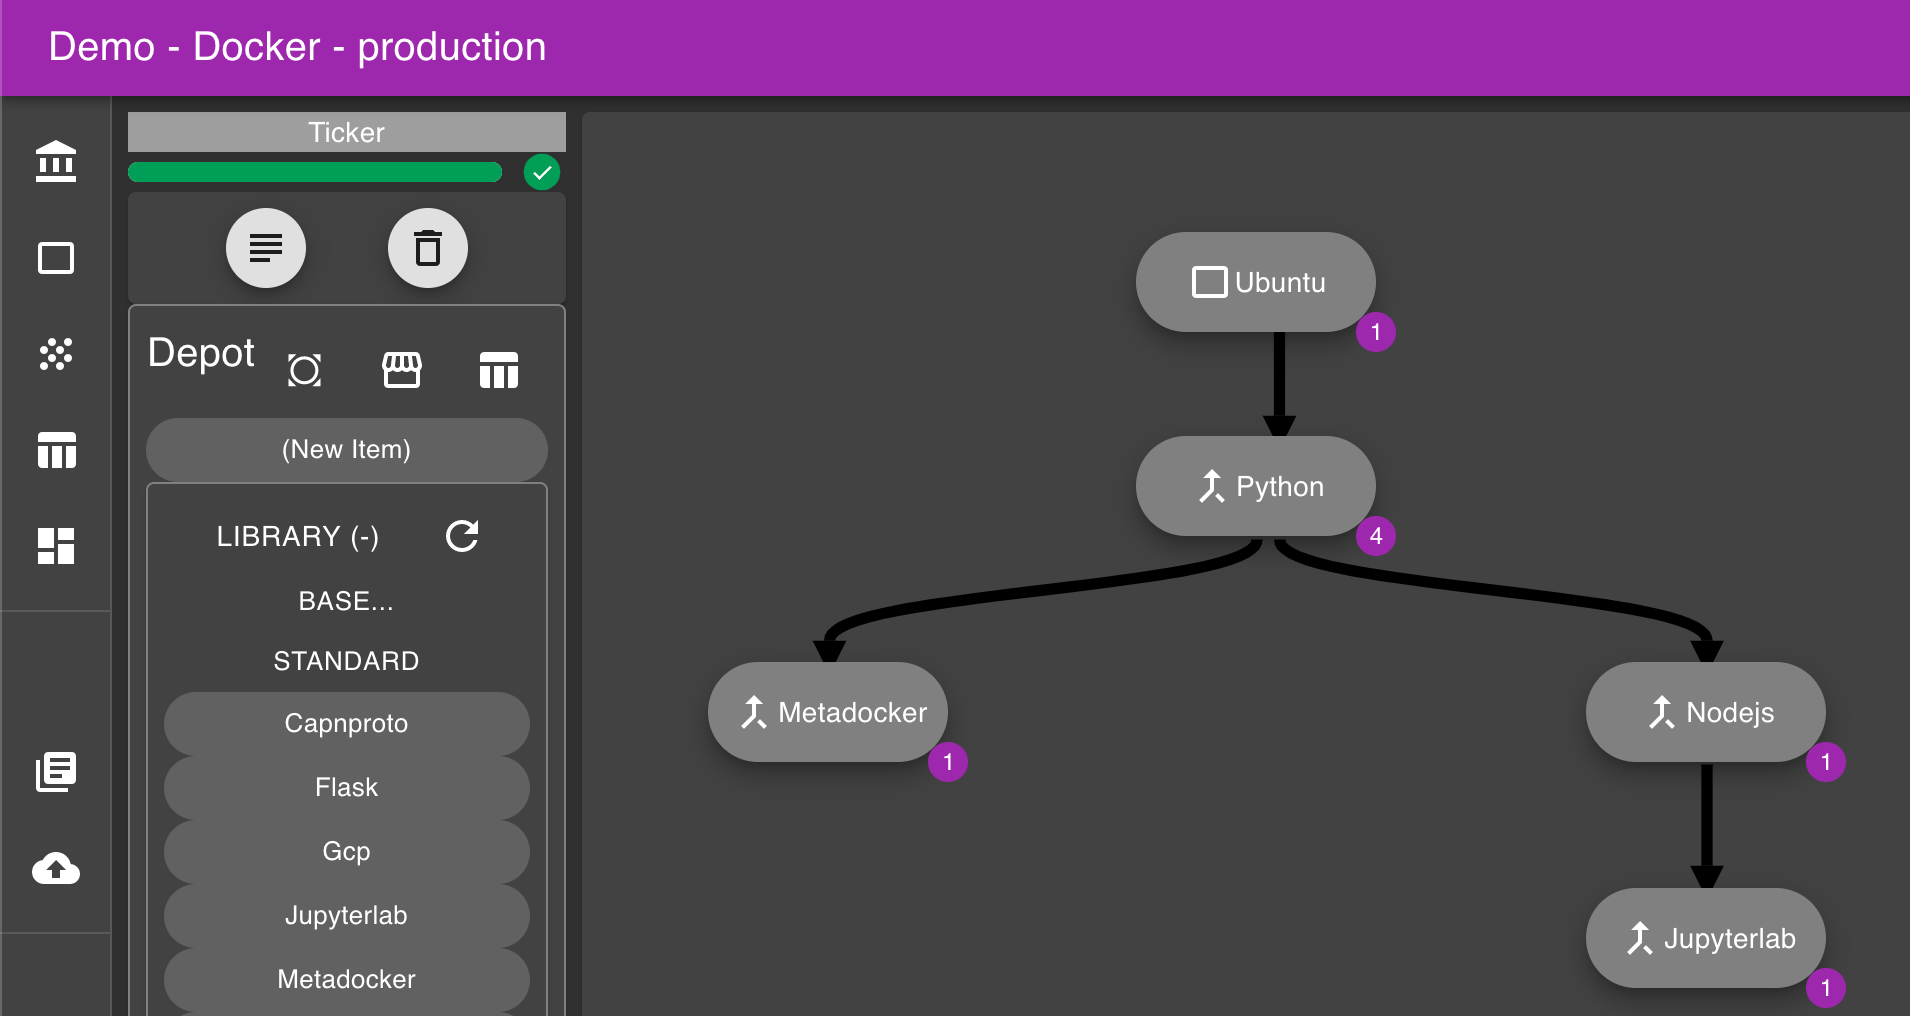 Demo - Docker - production
Ticker
Depot
(New Item)
LIBRARY (-)
BASE...
STANDARD
Capnproto
Flask
Gcp
Jupyterlab
Metadocker
Ubuntu
1
Python
4
Metadocker
1
Nodejs
1
Jupyterlab
1